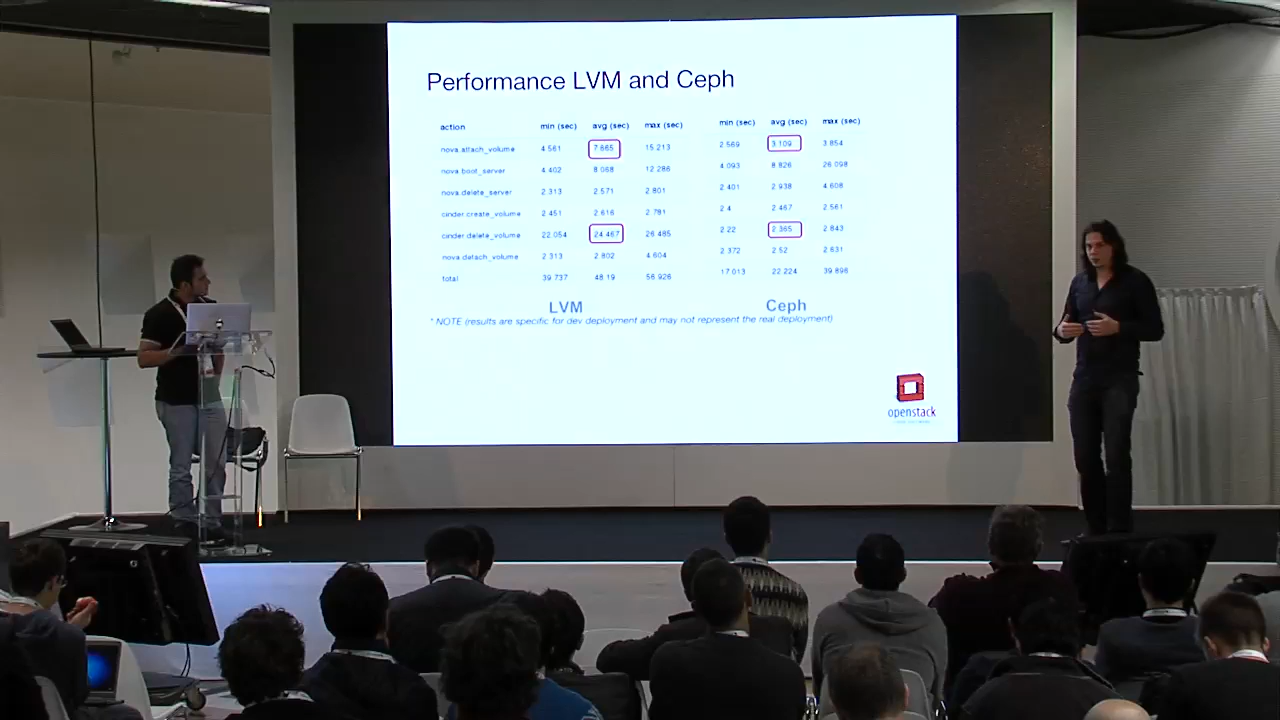 Performance LVM and Ceph
action min (sec) avg (sec) max (sec) min (sec) avg (sec) max (sec)
nova.attach_volume 4.561 7.665 15.213 2.569 3.109 3.854
nova.boot_server 4.402 8.068 12.286 4.093 8.826 26.098
nova.delete_server 2.313 2.571 2.801 2.401 2.938 4.608
cinder.create_volume 2.451 2.616 2.781 2.4 2.467 2.561
cinder.delete_volume 22.054 24.467 26.485 2.22 2.365 2.843
nova.detach_volume 2.313 2.802 4.604 2.372 2.52 2.631
total 39.737 48.19 56.926 17.013 22.224 39.896
LVM Ceph
* NOTE (results are specific for dev deployment and may not represent the real deployment)
openstack